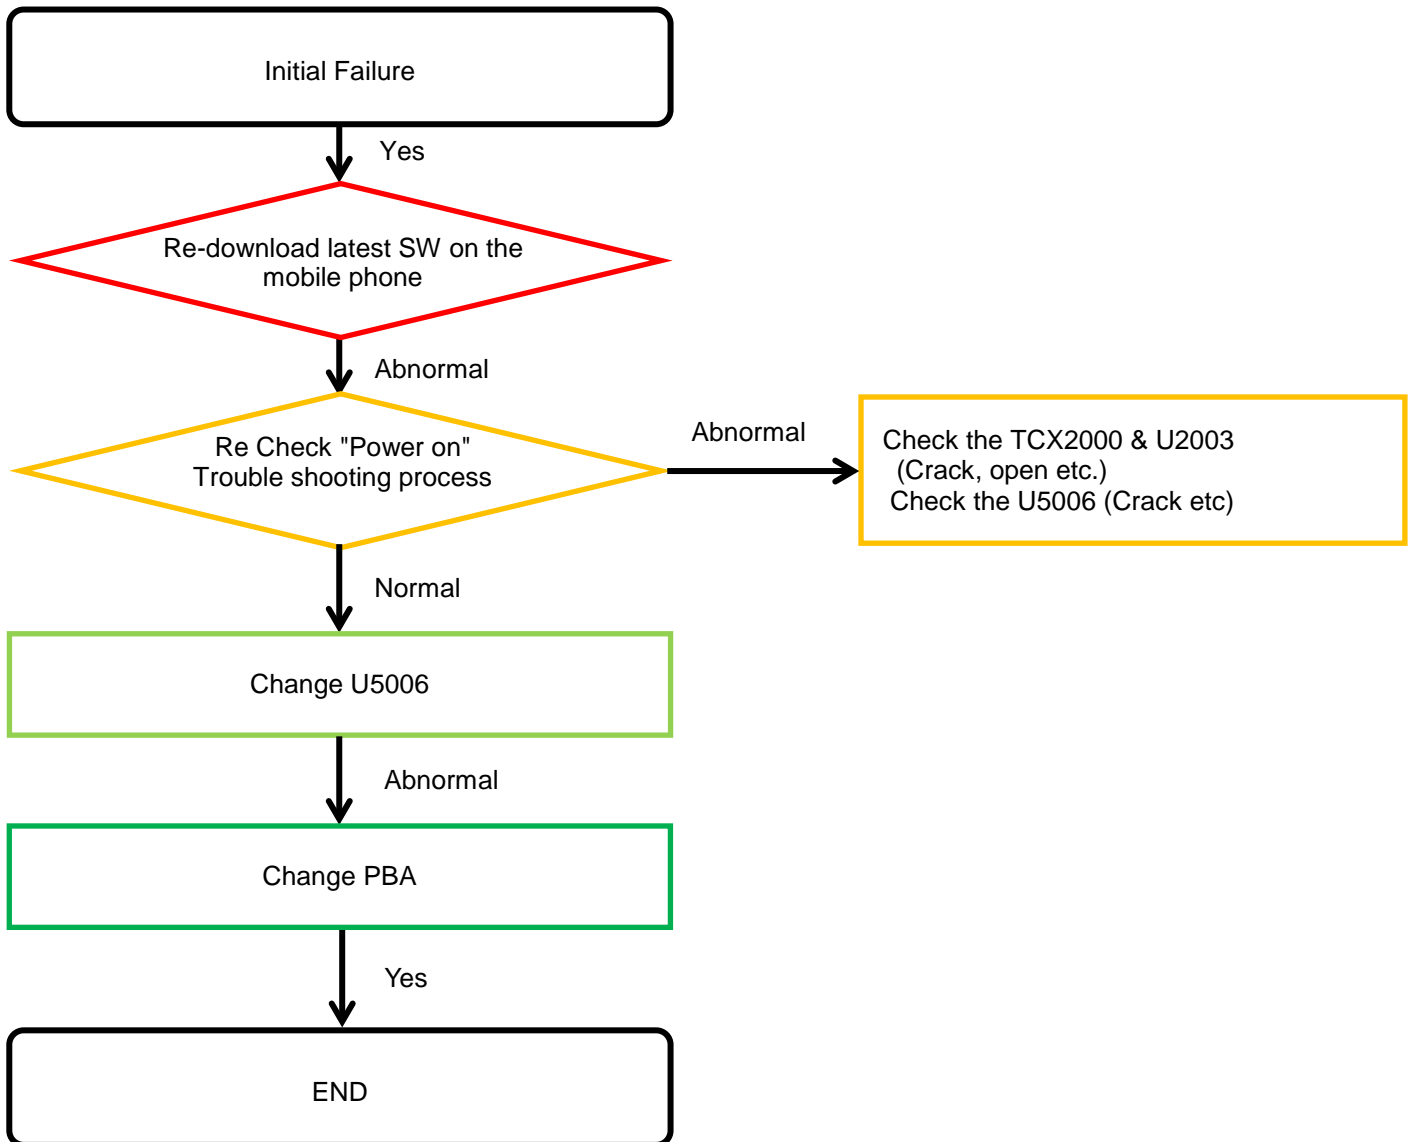 Initial Failure
Yes
Re-download latest SW on the
mobile phone
Abnormal
Re Check "Power on"
Trouble shooting process
Abnormal
Check the TCX2000 & U2003
(Crack, open etc.)
Check the U5006 (Crack etc)
Normal
Change U5006
Abnormal
Change PBA
Yes
END